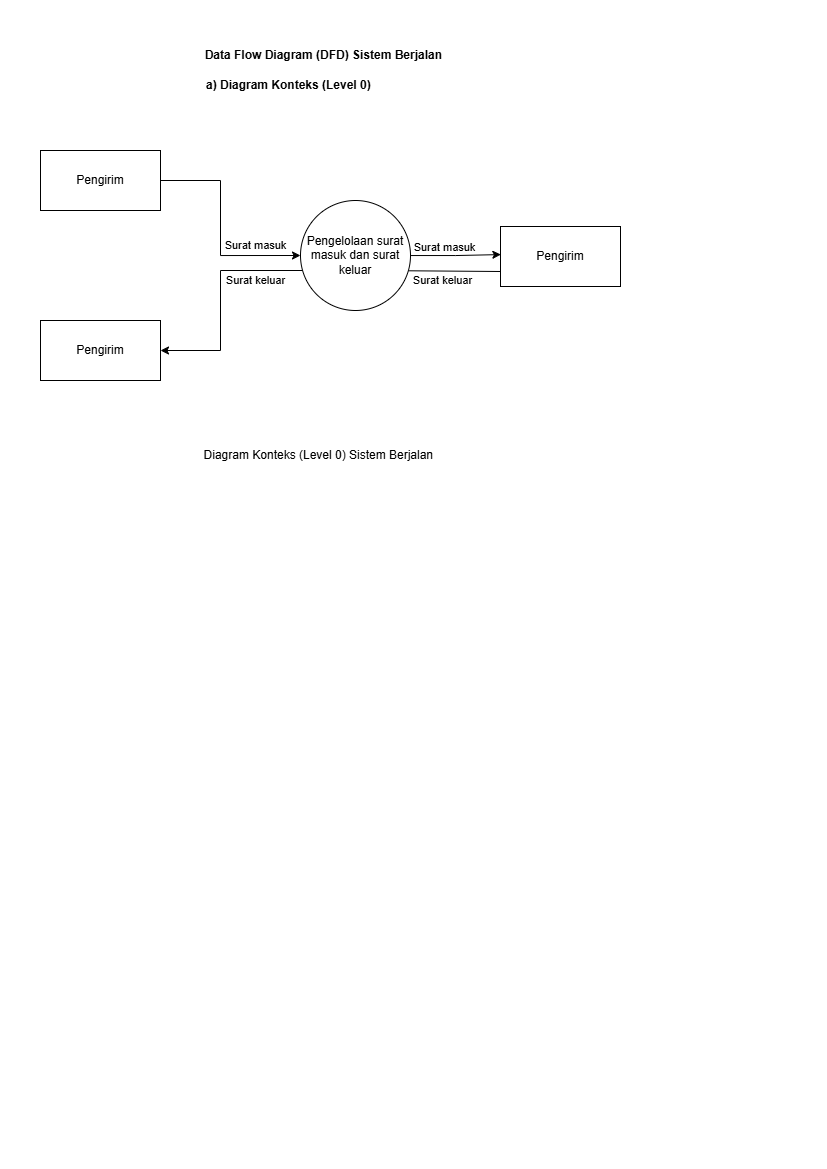 Data Flow Diagram (DFD) Sistem Berjalan
a) Diagram Konteks (Level 0)
Pengirim
Surat masuk
Pengelolaan surat
masuk dan surat
keluar
Surat masuk
Pengirim
Surat keluar
Surat keluar
Pengirim
Diagram Konteks (Level 0) Sistem Berjalan